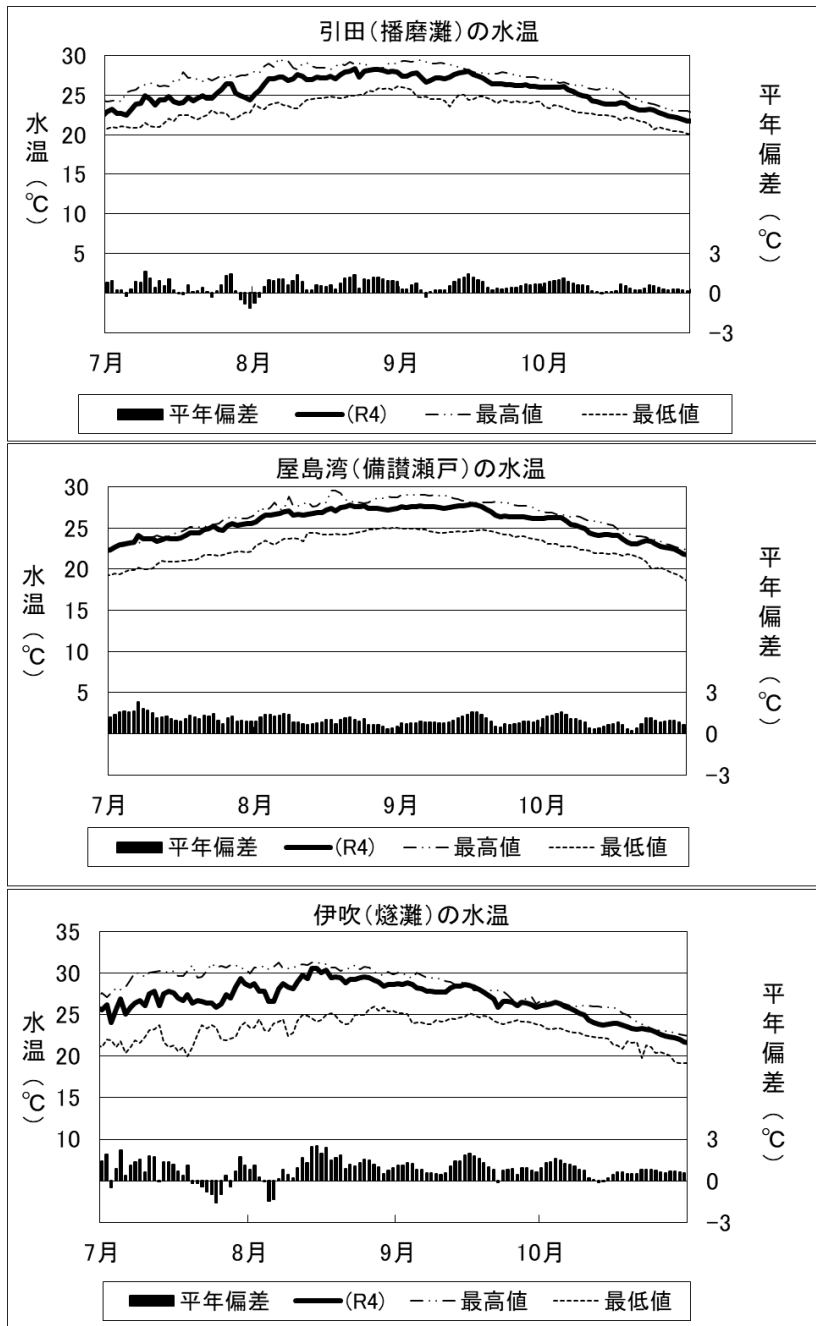 引田(播磨灘)の水温
30
25
20
15
10
5
水温(℃)
平年偏差(℃)
3
0
−3
7月 8月 9月 10月
平年偏差 (R4) 最高値 最低値
屋島湾(備讃瀬戸)の水温
30
25
20
15
10
5
水温(℃)
平年偏差(℃)
3
0
−3
7月 8月 9月 10月
平年偏差 (R4) 最高値 最低値
伊吹(燧灘)の水温
35
30
25
20
15
10
水温(℃)
平年偏差(℃)
3
0
−3
7月 8月 9月 10月
平年偏差 (R4) 最高値 最低値